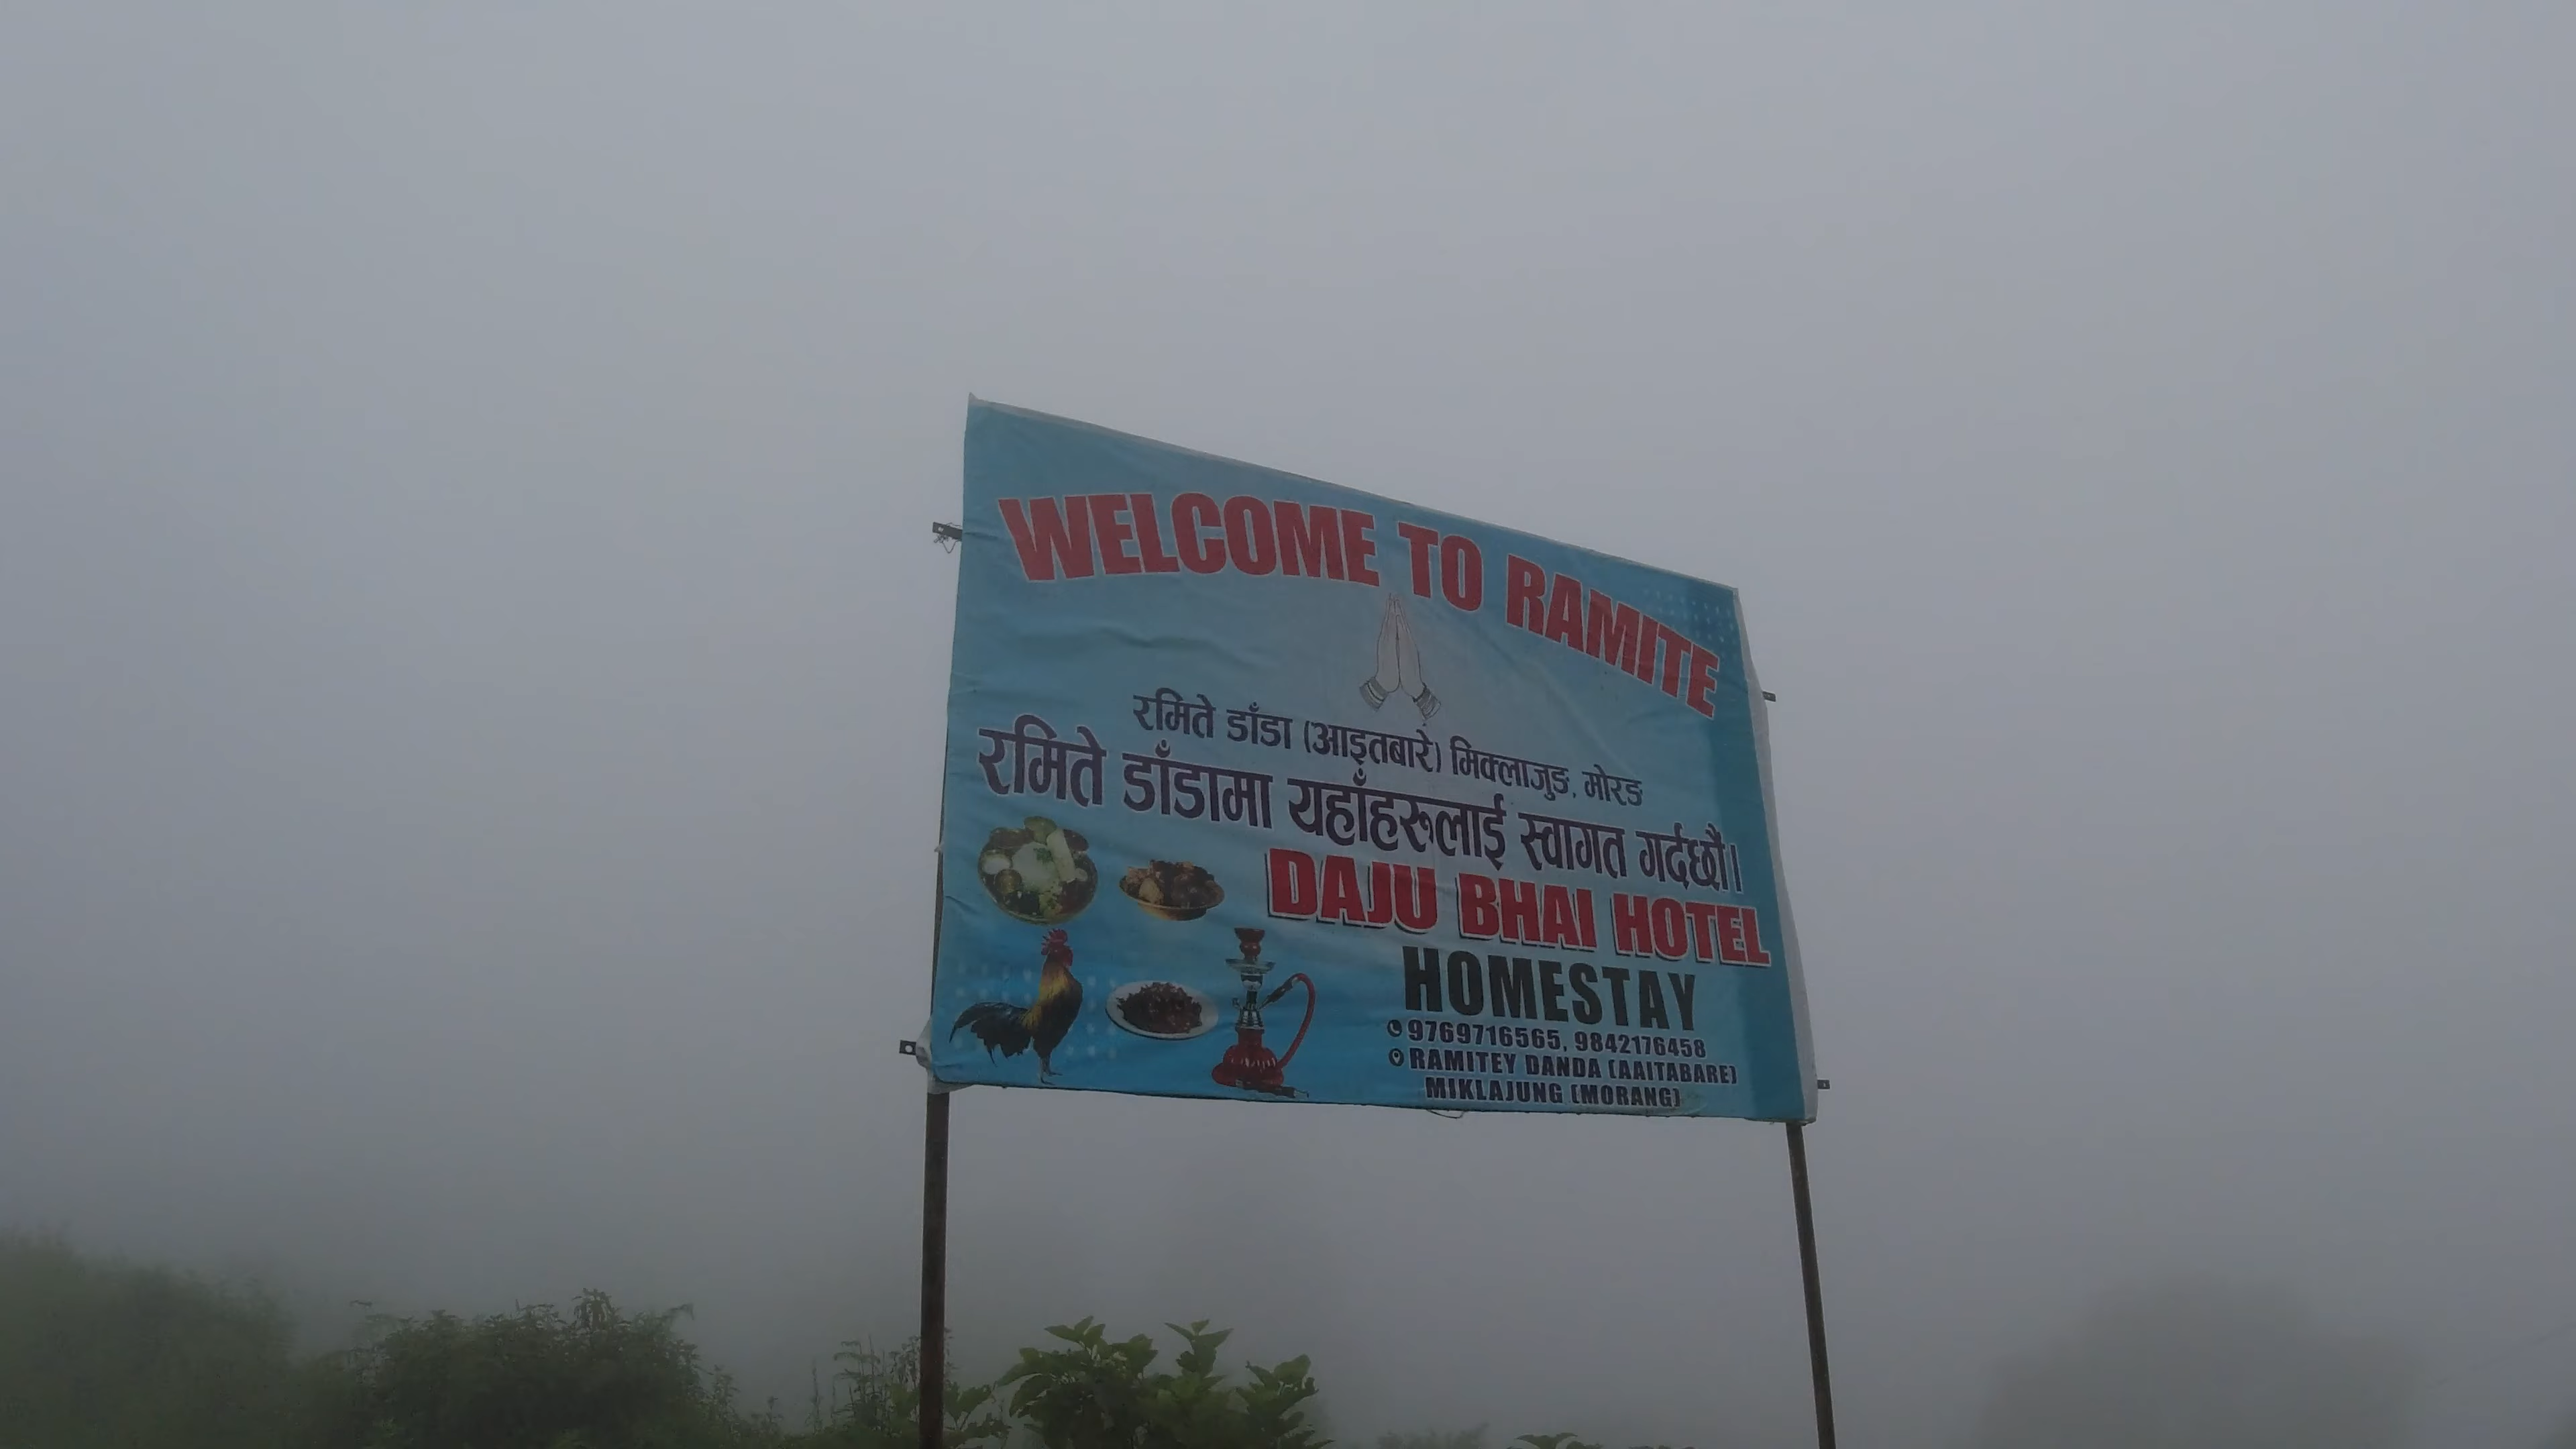 WELCOME TO RAMITE
रमिते डाँडा (आइतबारे) मिक्लाजुङ, मोरङ
रमिते डाँडामा यहाँहरूलाई स्वागत गर्दछौं।
DAJU BHAI HOTEL
HOMESTAY
9769716565, 9842176458
RAMITEY DANDA (AAITABARE)
MIKLAJUNG (MORANG)